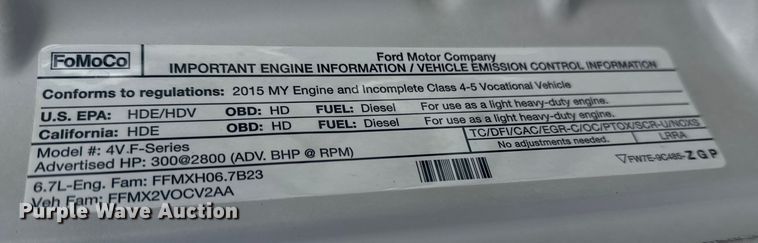 FoMoCo
Ford Motor Company
IMPORTANT ENGINE INFORMATION / VEHICLE EMISSION CONTROL INFORMATION
Conforms to regulations: 2015 MY Engine and Incomplete Class 4-5 Vocational Vehicle
U.S. EPA: HDE/HDV OBD: HD FUEL: Diesel For use as a light heavy-duty engine.
California: HDE OBD: HD FUEL: Diesel For use as a light heavy-duty engine.
Model #: 4V.F-Series TC/DFI/CAC/EGR-C/OC/PTOX/SCR-U/NOXS
Advertised HP: 300@2800 (ADV. BHP @ RPM) No adjustments needed. LRRA
6.7L-Eng. Fam: FFMXH06.7B23 FW7E-9C485-ZGP
Veh Fam: FFMX2VOCV2AA
Purple Wave Auction